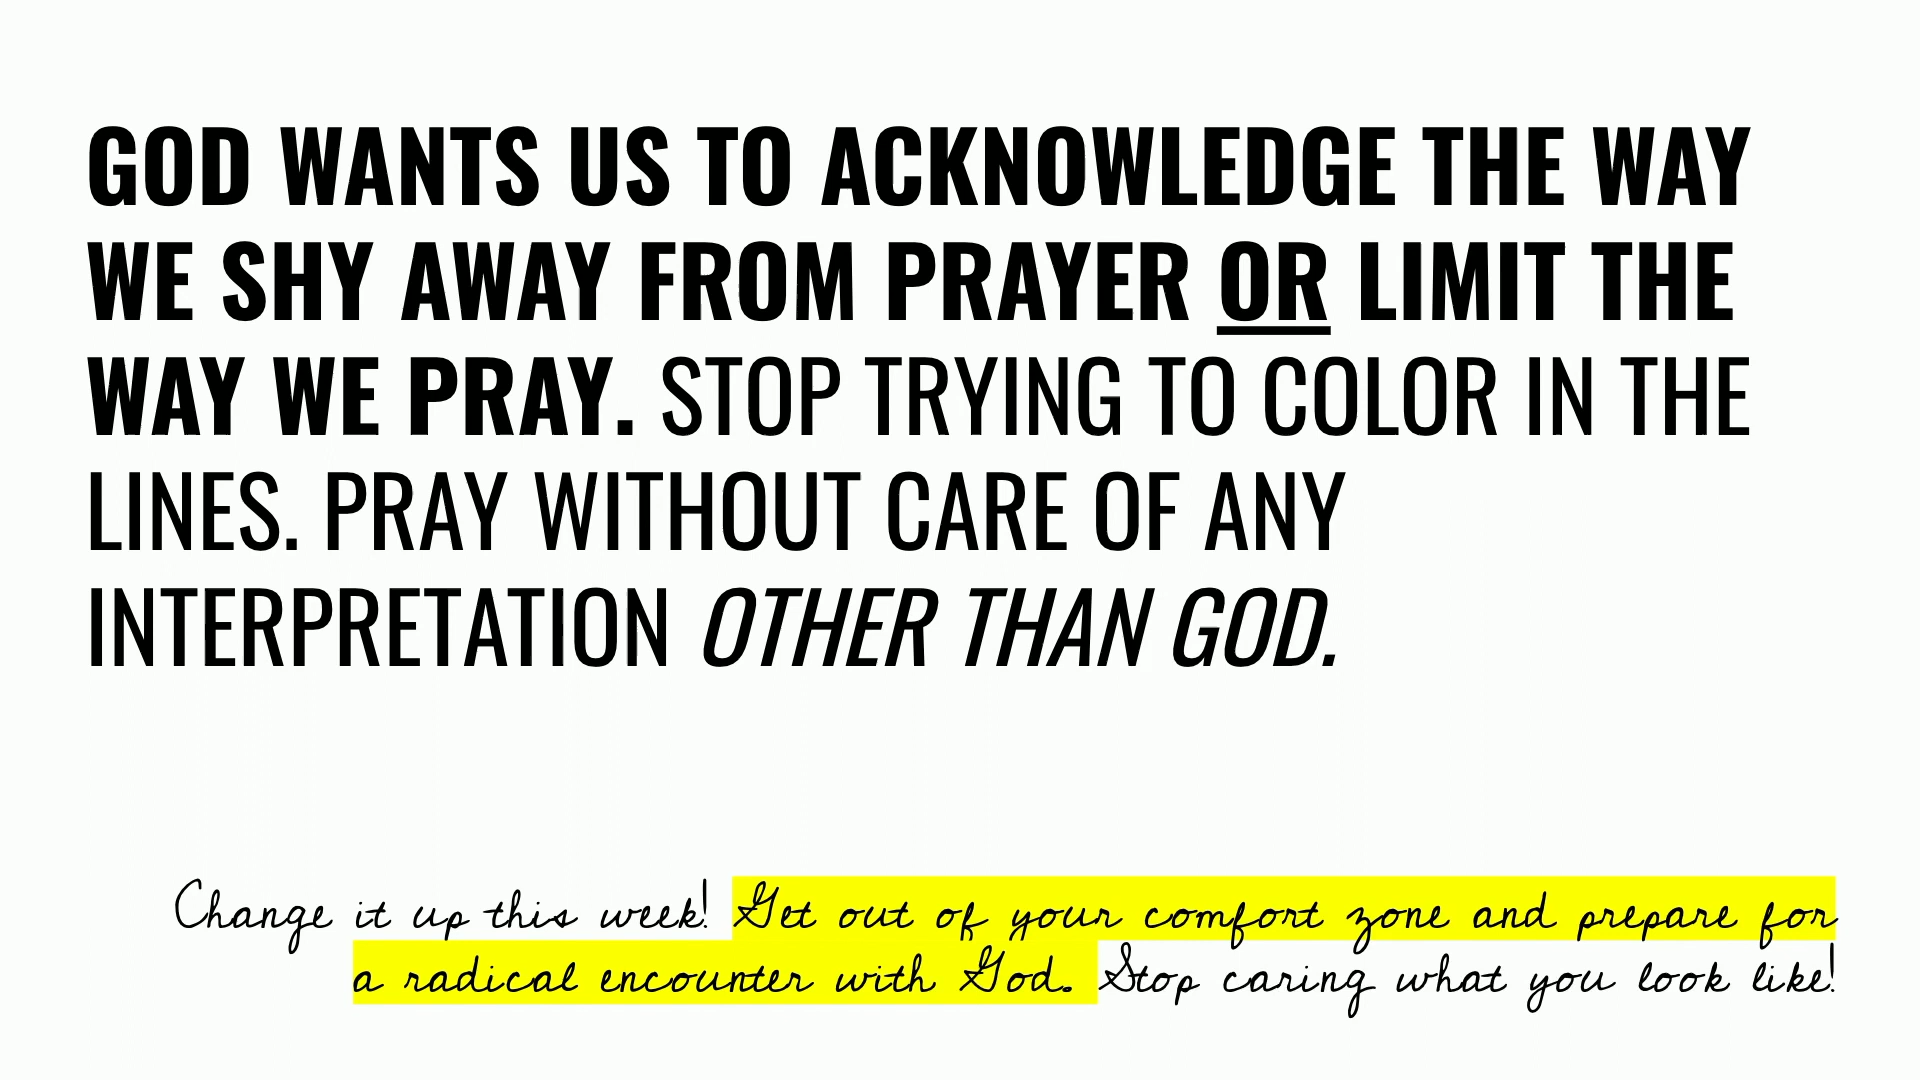 GOD WANTS US TO ACKNOWLEDGE THE WAY
WE SHY AWAY FROM PRAYER OR LIMIT THE
WAY WE PRAY. STOP TRYING TO COLOR IN THE
LINES. PRAY WITHOUT CARE OF ANY
INTERPRETATION OTHER THAN GOD.
Change it up this week! Get out of your comfort zone and prepare for
a radical encounter with God. Stop caring what you look like!